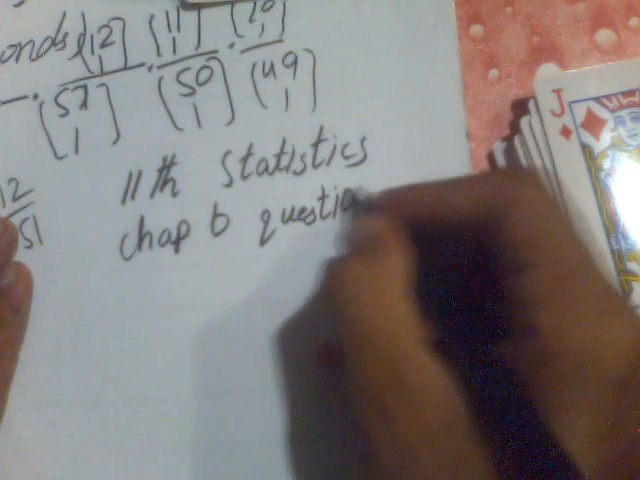 onds (12 1) . (11 1) . (10 1)
(51 1) (50 1) (49 1)
12
51
11th Statistics
chap 6 questio
J